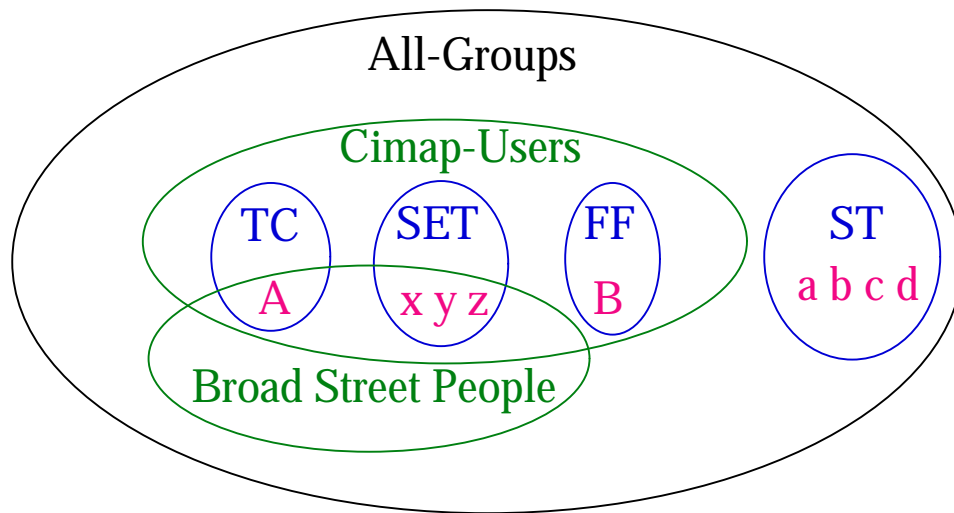 All-Groups
Cimap-Users
TC SET FF ST
A x y z B a b c d
Broad Street People